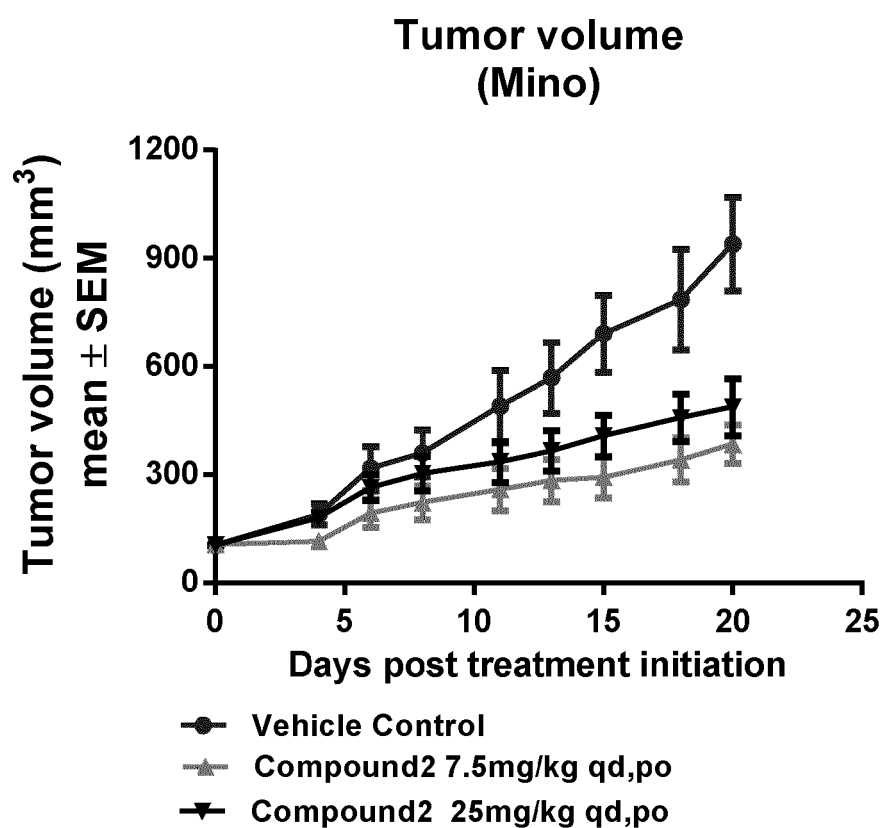 Tumor volume
(Mino)
Tumor volume (mm³)
mean ± SEM
1200
900
600
300
0
0 5 10 15 20 25
Days post treatment initiation
Vehicle Control
Compound2 7.5mg/kg qd,po
Compound2 25mg/kg qd,po